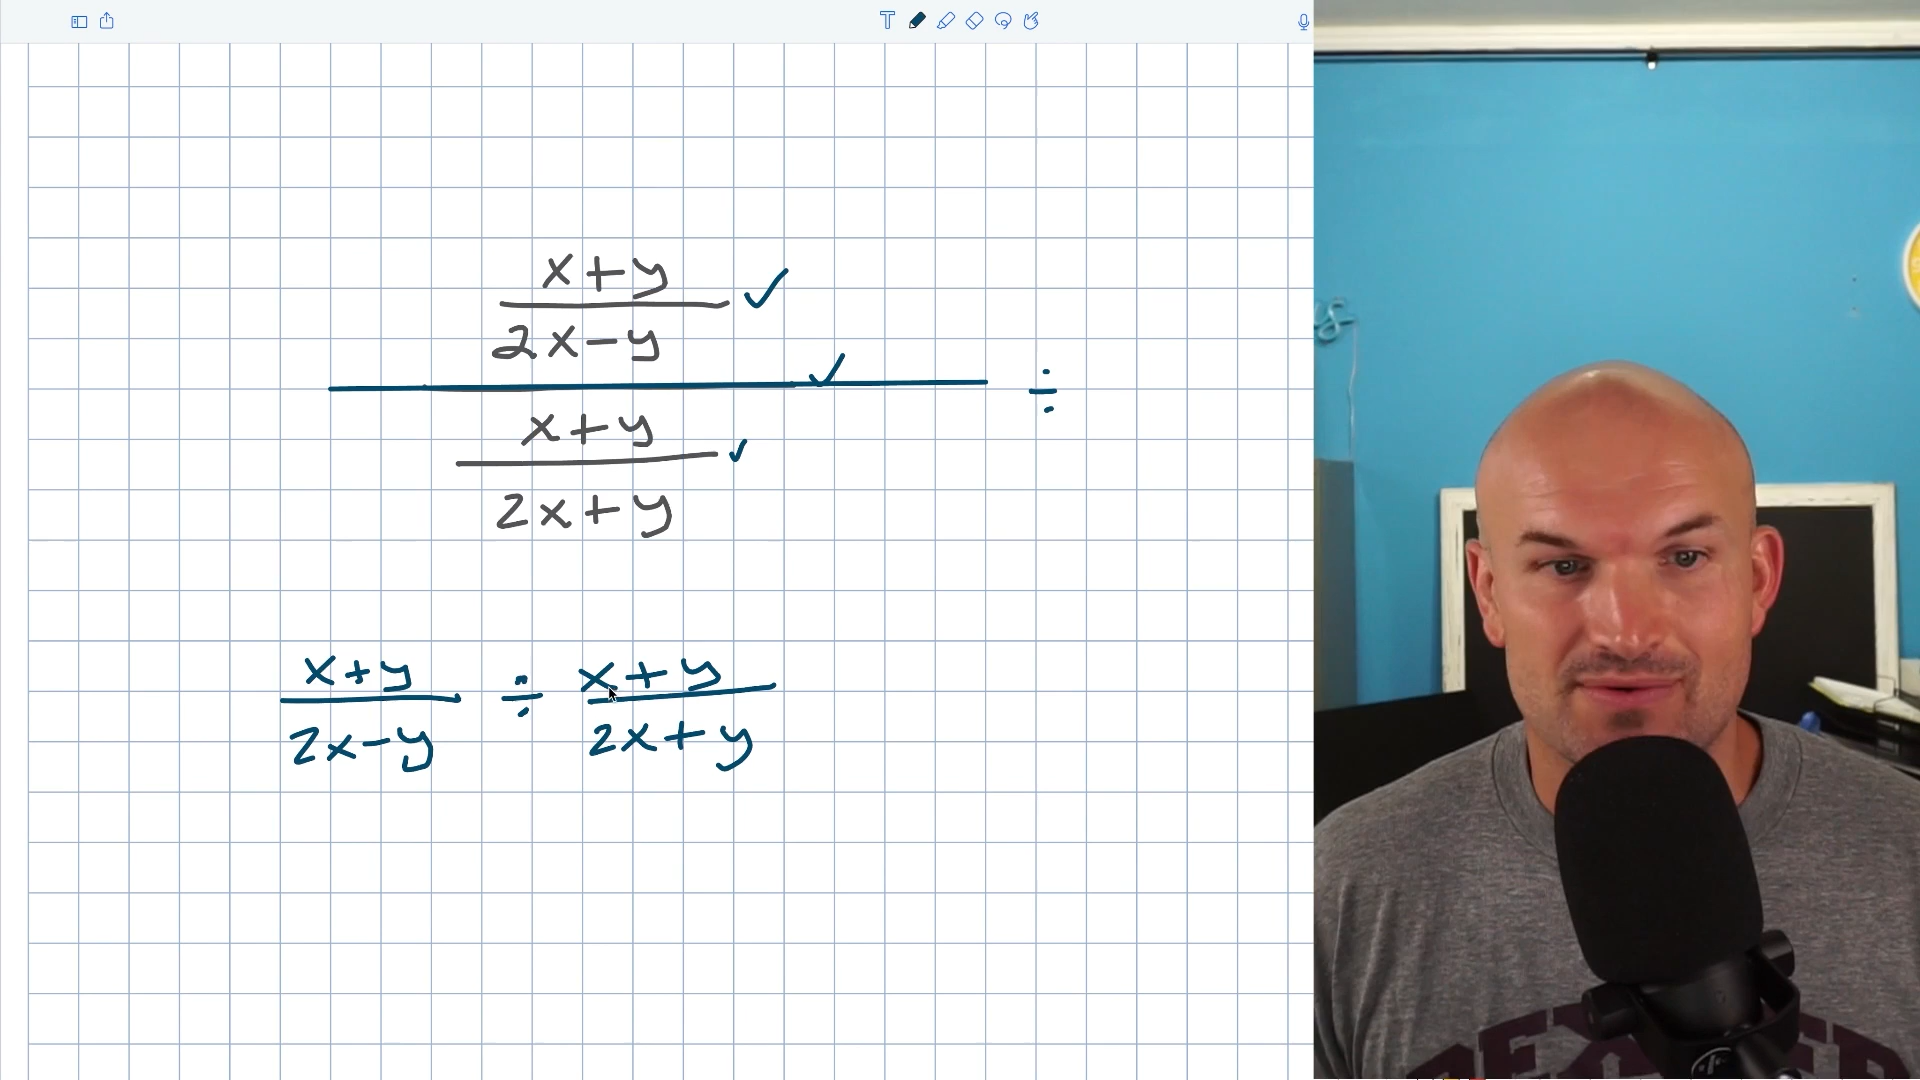 x+y ✓
2x-y
✓ ÷
x+y ✓
2x+y
x+y ÷ x+y
2x-y 2x+y